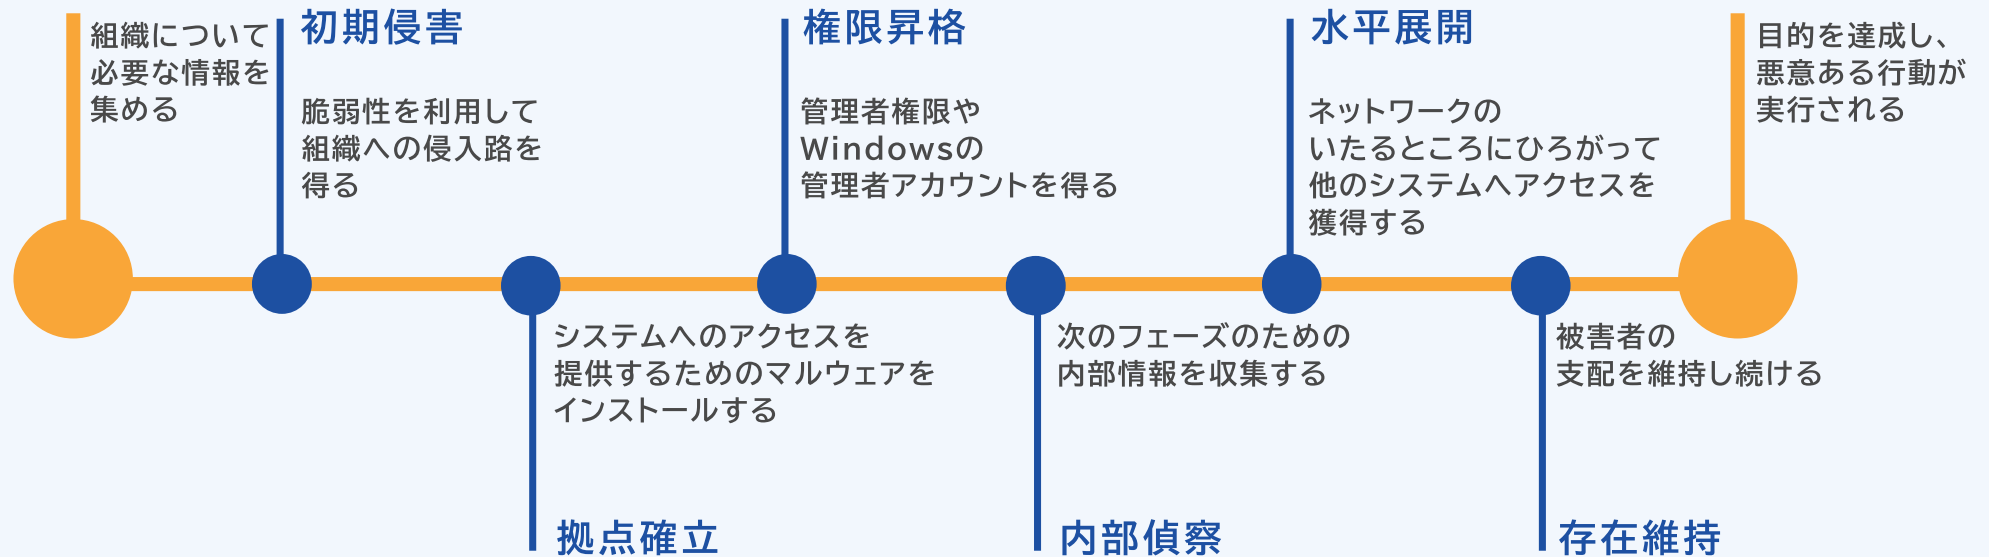 組織について
必要な情報を
集める
初期侵害
脆弱性を利用して
組織への侵入路を
得る
システムへのアクセスを
提供するためのマルウェアを
インストールする
拠点確立
権限昇格
管理者権限や
Windowsの
管理者アカウントを得る
次のフェーズのための
内部情報を収集する
内部偵察
水平展開
ネットワークの
いたるところにひろがって
他のシステムへアクセスを
獲得する
被害者の
支配を維持し続ける
存在維持
目的を達成し、
悪意ある行動が
実行される